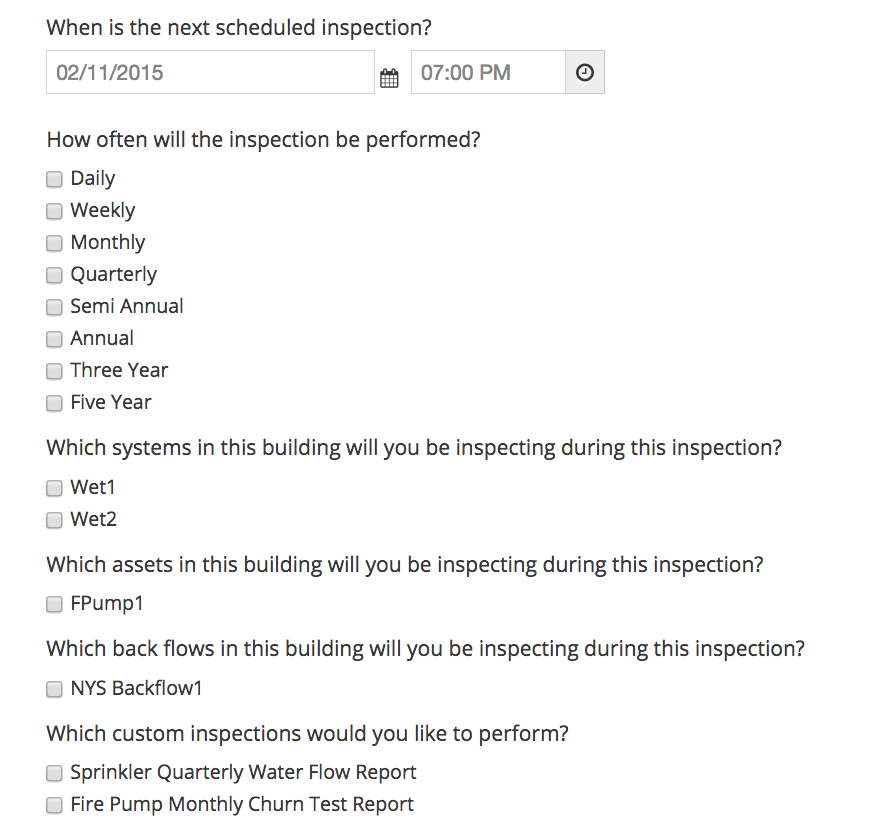 When is the next scheduled inspection?
02/11/2015 07:00 PM
How often will the inspection be performed?
Daily
Weekly
Monthly
Quarterly
Semi Annual
Annual
Three Year
Five Year
Which systems in this building will you be inspecting during this inspection?
Wet1
Wet2
Which assets in this building will you be inspecting during this inspection?
FPump1
Which back flows in this building will you be inspecting during this inspection?
NYS Backflow1
Which custom inspections would you like to perform?
Sprinkler Quarterly Water Flow Report
Fire Pump Monthly Churn Test Report